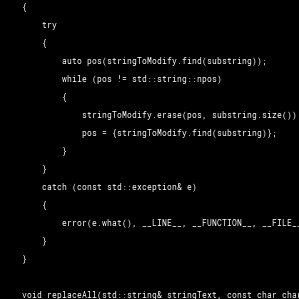 {
try
{
auto pos(stringToModify.find(substring));
while (pos != std::string::npos)
{
stringToModify.erase(pos, substring.size())
pos = {stringToModify.find(substring)};
}
}
catch (const std::exception& e)
{
error(e.what(), __LINE__, __FUNCTION__, __FILE_
}
}
void replaceAll(std::string& stringText, const char char